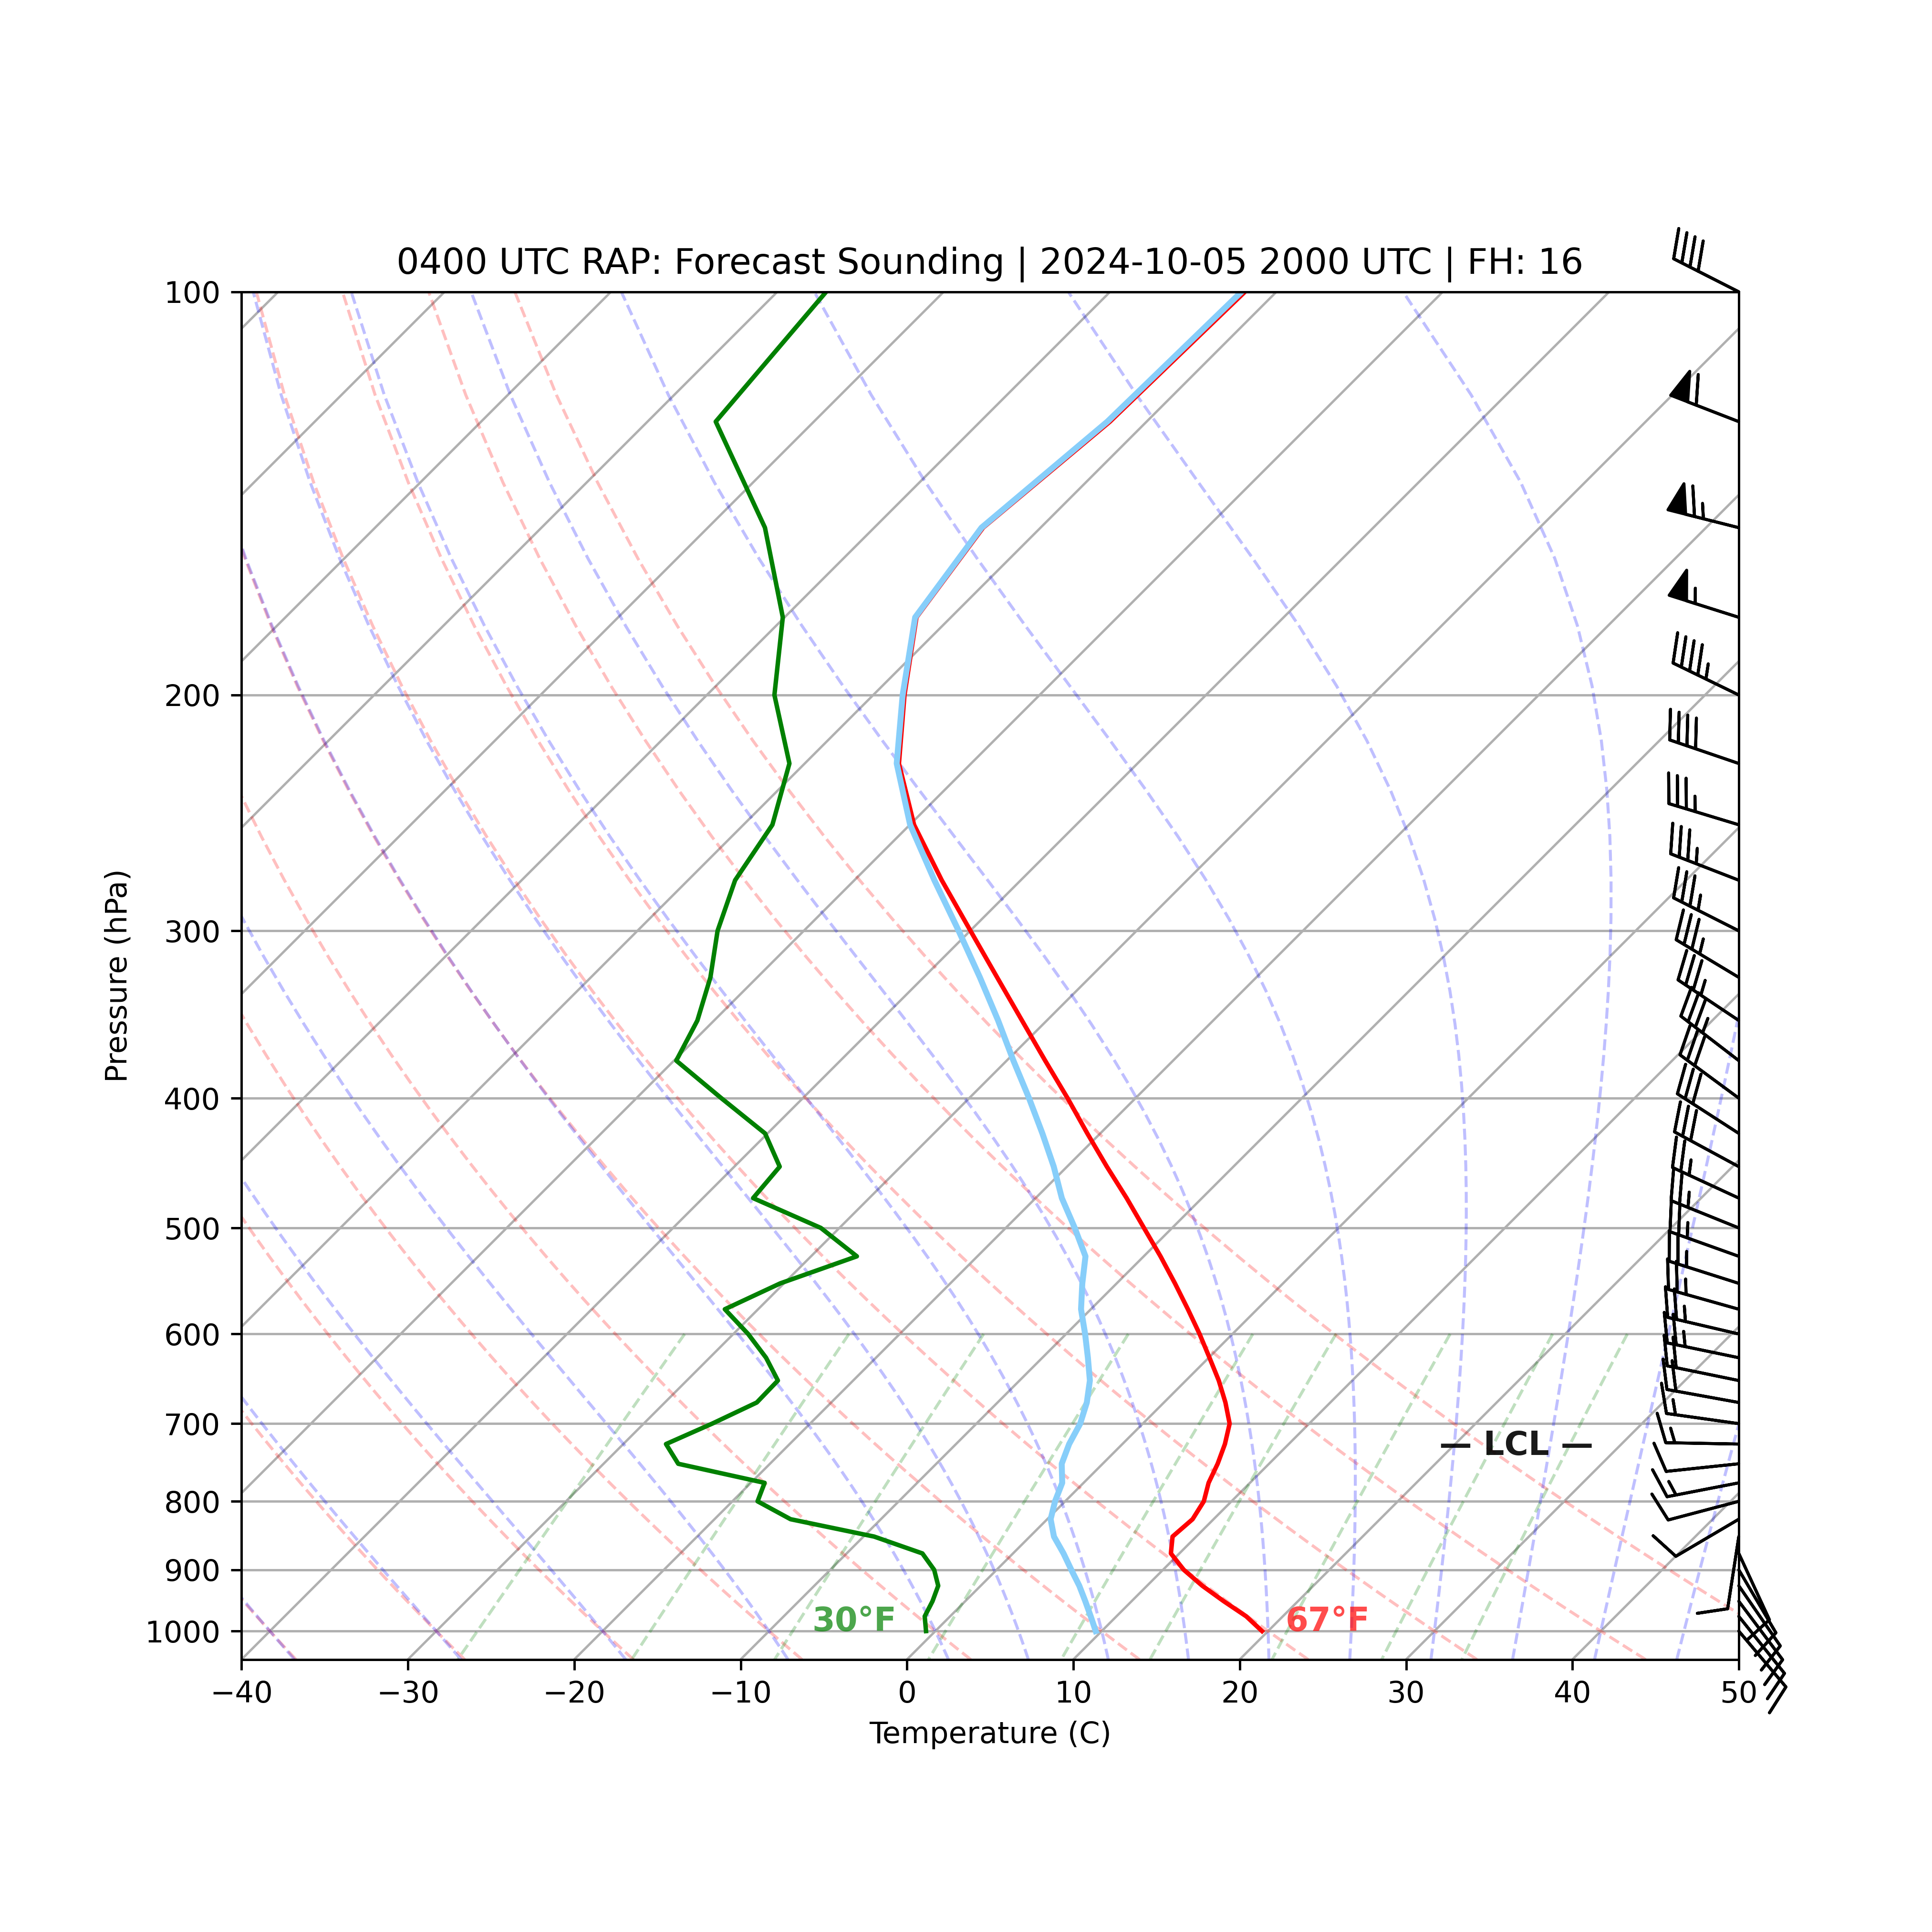 0400 UTC RAP: Forecast Sounding | 2024-10-05 2000 UTC | FH: 16
100
200
300
400
500
600
700
800
900
1000
Pressure (hPa)
— LCL —
30°F
67°F
−40 −30 −20 −10 0 10 20 30 40 50
Temperature (C)